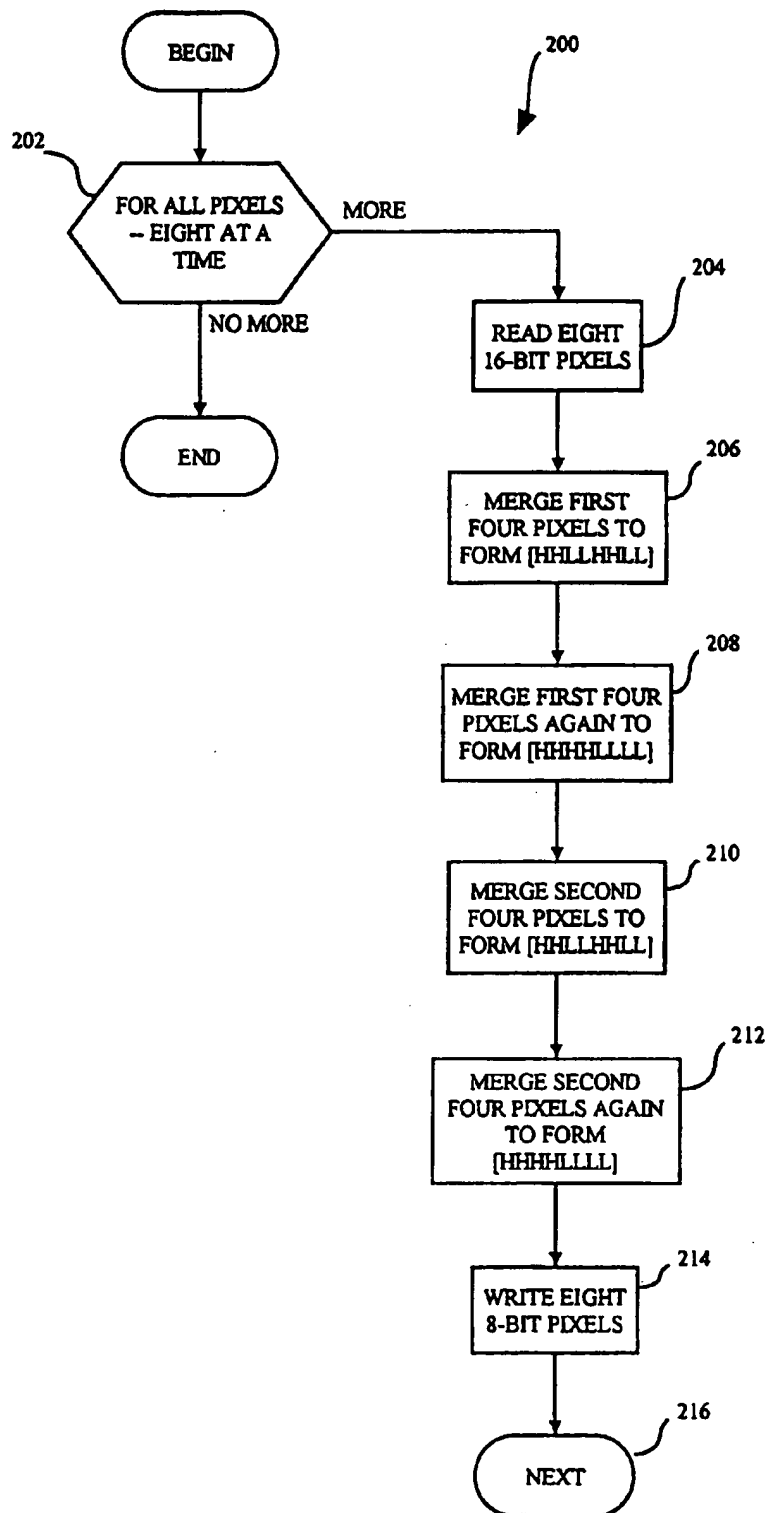 BEGIN
200
202
FOR ALL PIXELS
-- EIGHT AT A
TIME
MORE
NO MORE
END
204
READ EIGHT
16-BIT PIXELS
206
MERGE FIRST
FOUR PIXELS TO
FORM [HHLLHHLL]
208
MERGE FIRST FOUR
PIXELS AGAIN TO
FORM [HHHHLLLL]
210
MERGE SECOND
FOUR PIXELS TO
FORM [HHLLHHLL]
212
MERGE SECOND
FOUR PIXELS AGAIN
TO FORM
[HHHHLLLL]
214
WRITE EIGHT
8-BIT PIXELS
216
NEXT